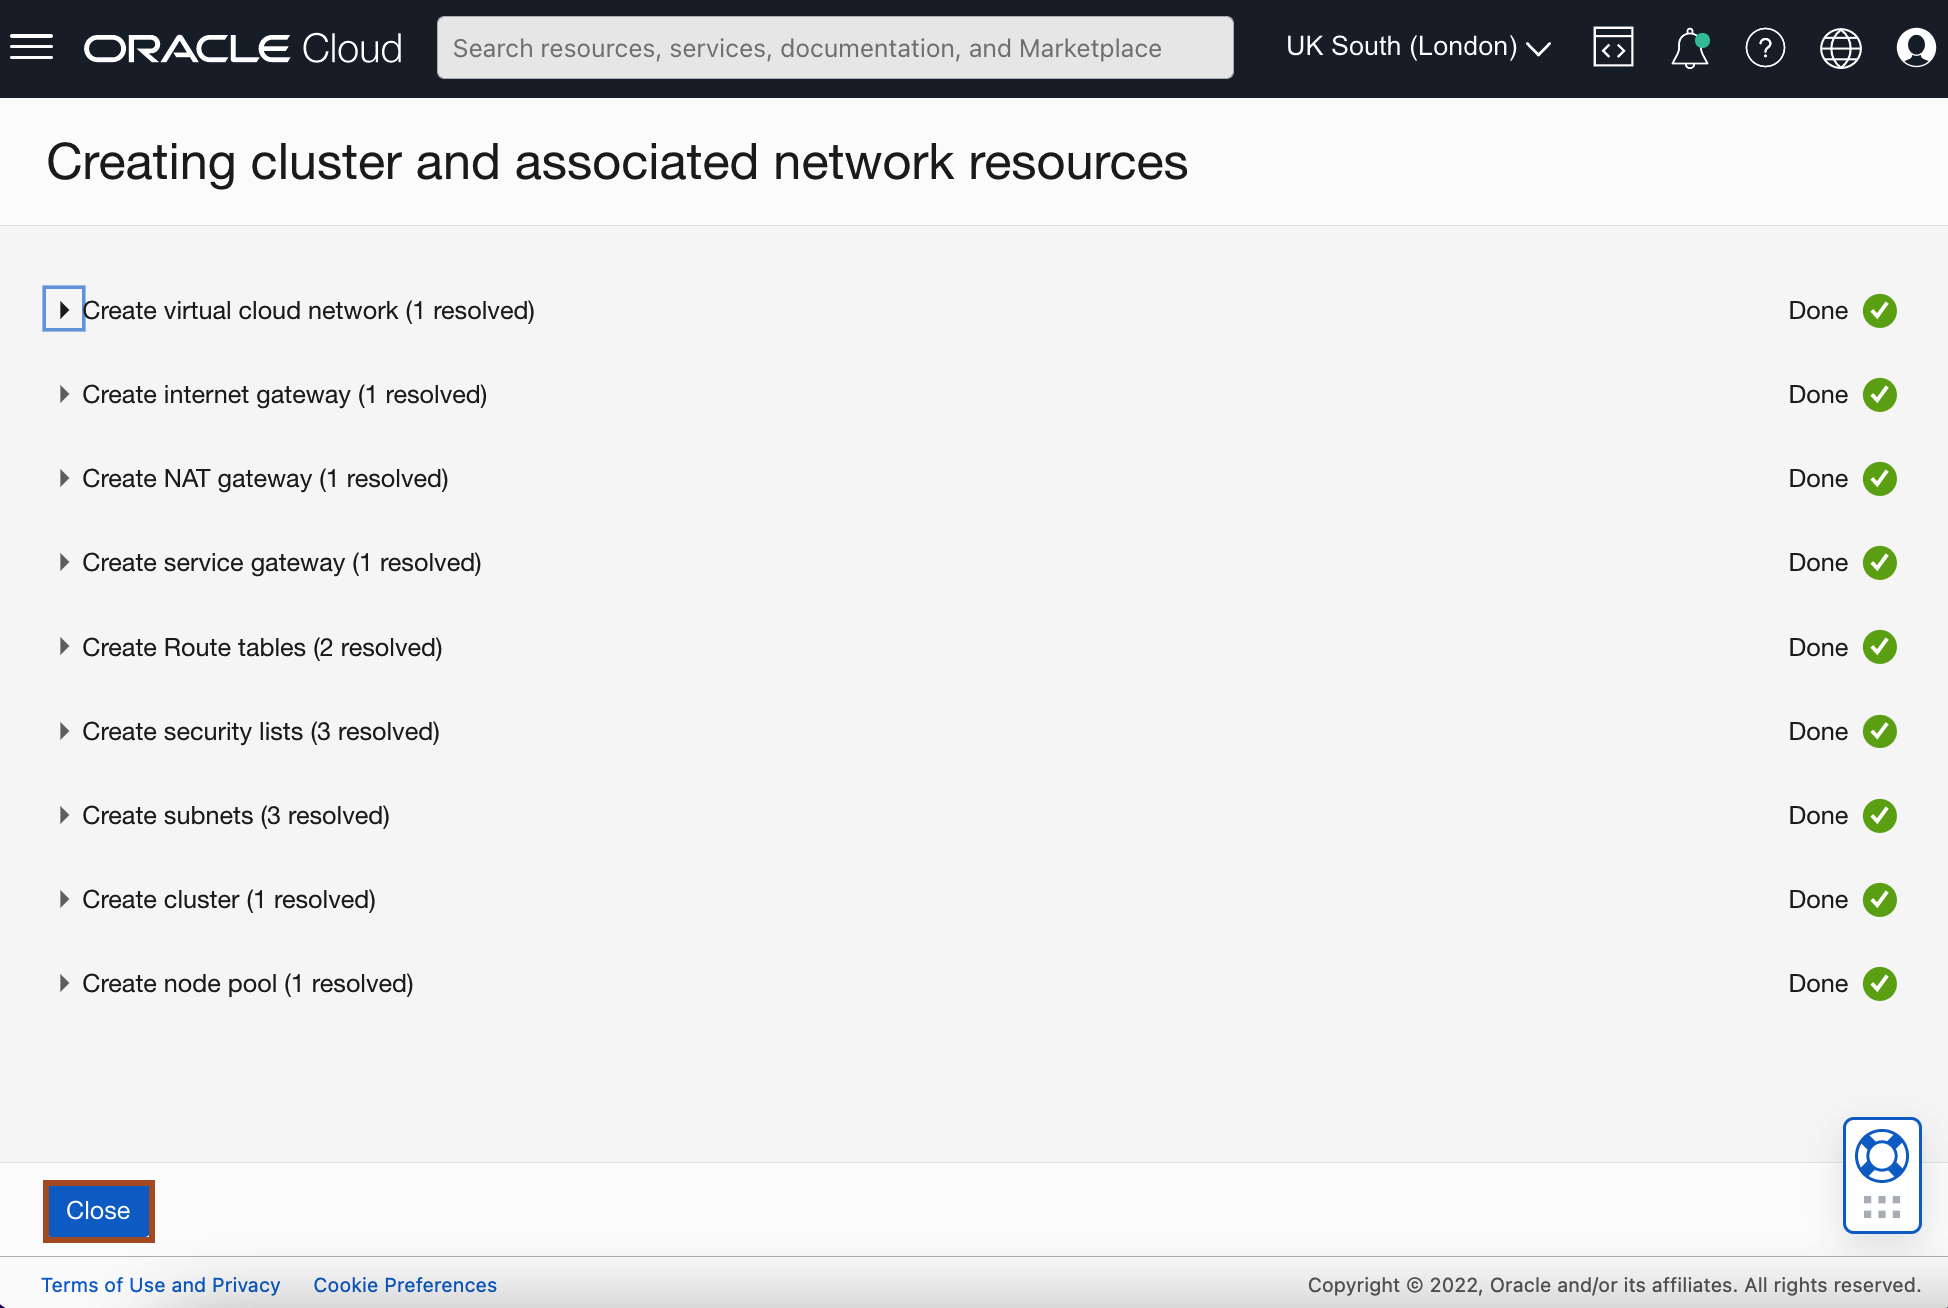 ORACLE Cloud
Search resources, services, documentation, and Marketplace
UK South (London)
Creating cluster and associated network resources
Create virtual cloud network (1 resolved) Done
Create internet gateway (1 resolved) Done
Create NAT gateway (1 resolved) Done
Create service gateway (1 resolved) Done
Create Route tables (2 resolved) Done
Create security lists (3 resolved) Done
Create subnets (3 resolved) Done
Create cluster (1 resolved) Done
Create node pool (1 resolved) Done
Close
Terms of Use and Privacy Cookie Preferences Copyright © 2022, Oracle and/or its affiliates. All rights reserved.